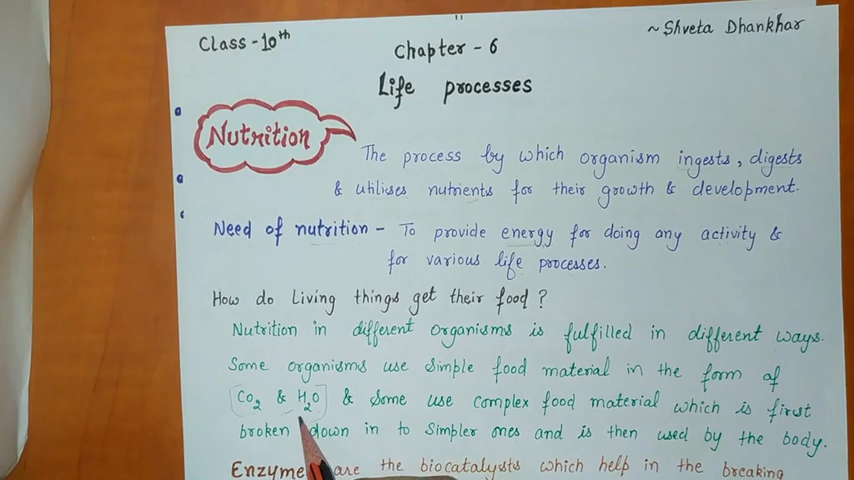 Class - 10th
~ Shveta Dhankhar
Chapter - 6
Life processes
Nutrition
The process by which organism ingests, digests
& utilises nutrients for their growth & development.
Need of nutrition - To provide energy for doing any activity &
for various life processes.
How do Living things get their food?
Nutrition in different organisms is fulfilled in different ways.
Some organisms use simple food material in the form of
Co2 & H2O & Some use complex food material which is first
broken down in to simpler ones and is then used by the body.
Enzyme are the biocatalysts which help in the breaking